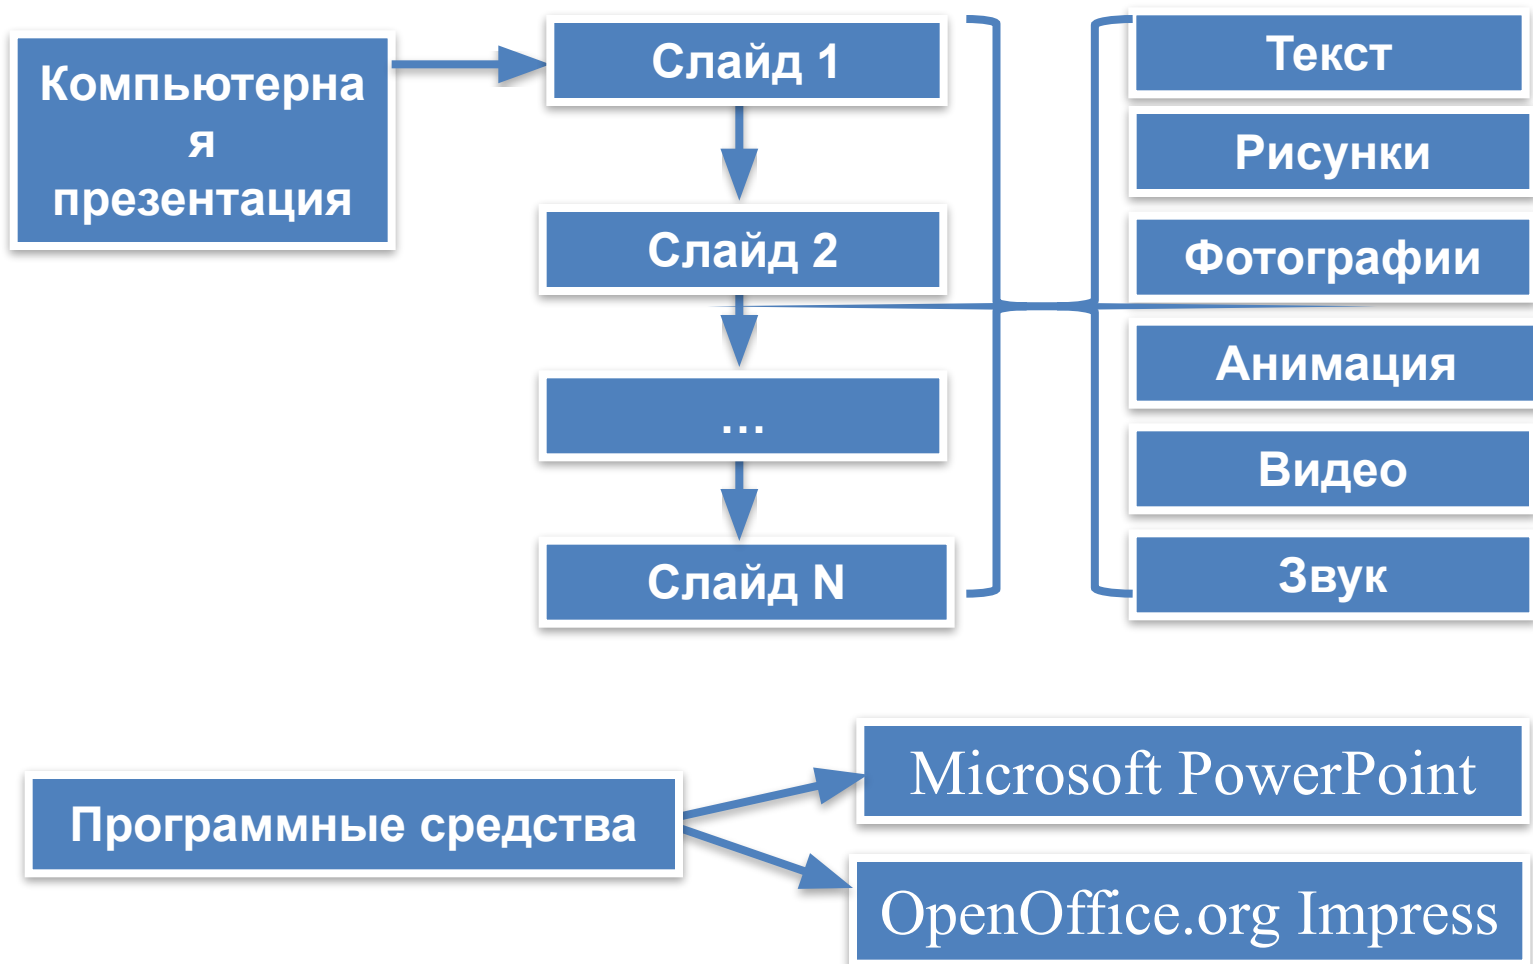 Компьютерна
я
презентация
Слайд 1
Слайд 2
...
Слайд N
Текст
Рисунки
Фотографии
Анимация
Видео
Звук
Программные средства
Microsoft PowerPoint
OpenOffice.org Impress